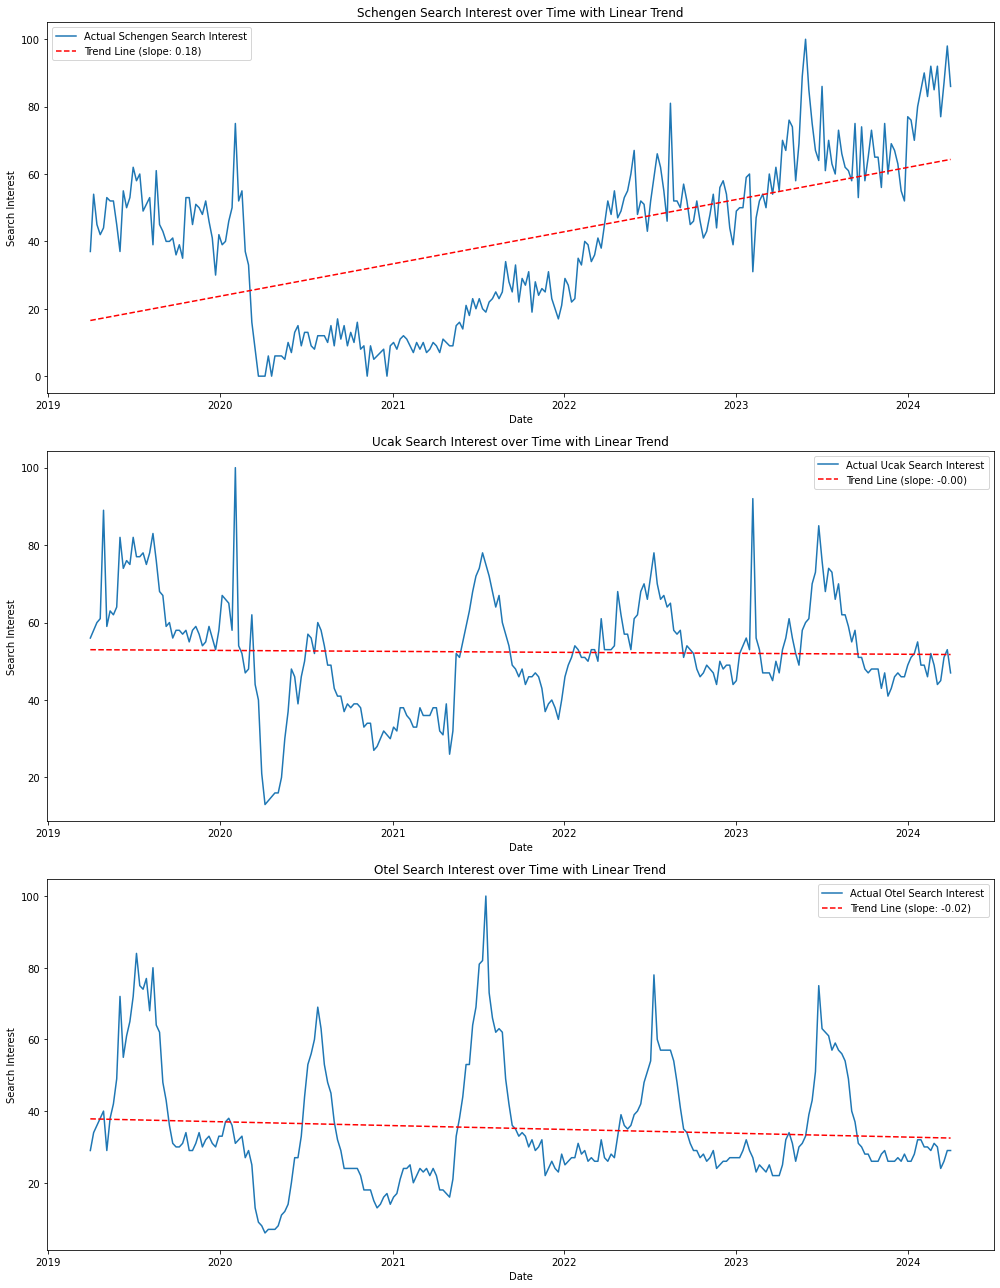 Schengen Search Interest over Time with Linear Trend
Actual Schengen Search Interest
Trend Line (slope: 0.18)
100
80
60
40
20
0
Search Interest
2019 2020 2021 2022 2023 2024
Date
Ucak Search Interest over Time with Linear Trend
Actual Ucak Search Interest
Trend Line (slope: -0.00)
100
80
60
40
20
Search Interest
2019 2020 2021 2022 2023 2024
Date
Otel Search Interest over Time with Linear Trend
Actual Otel Search Interest
Trend Line (slope: -0.02)
100
80
60
40
20
Search Interest
2019 2020 2021 2022 2023 2024
Date